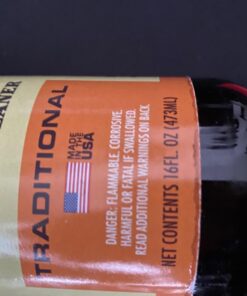 ANER
TRADITIONAL
MADE
IN THE
USA
DANGER: FLAMMABLE. CORROSIVE.
HARMFUL OR FATAL IF SWALLOWED.
READ ADDITIONAL WARNINGS ON BACK
NET CONTENTS 16FL. OZ (473ML)